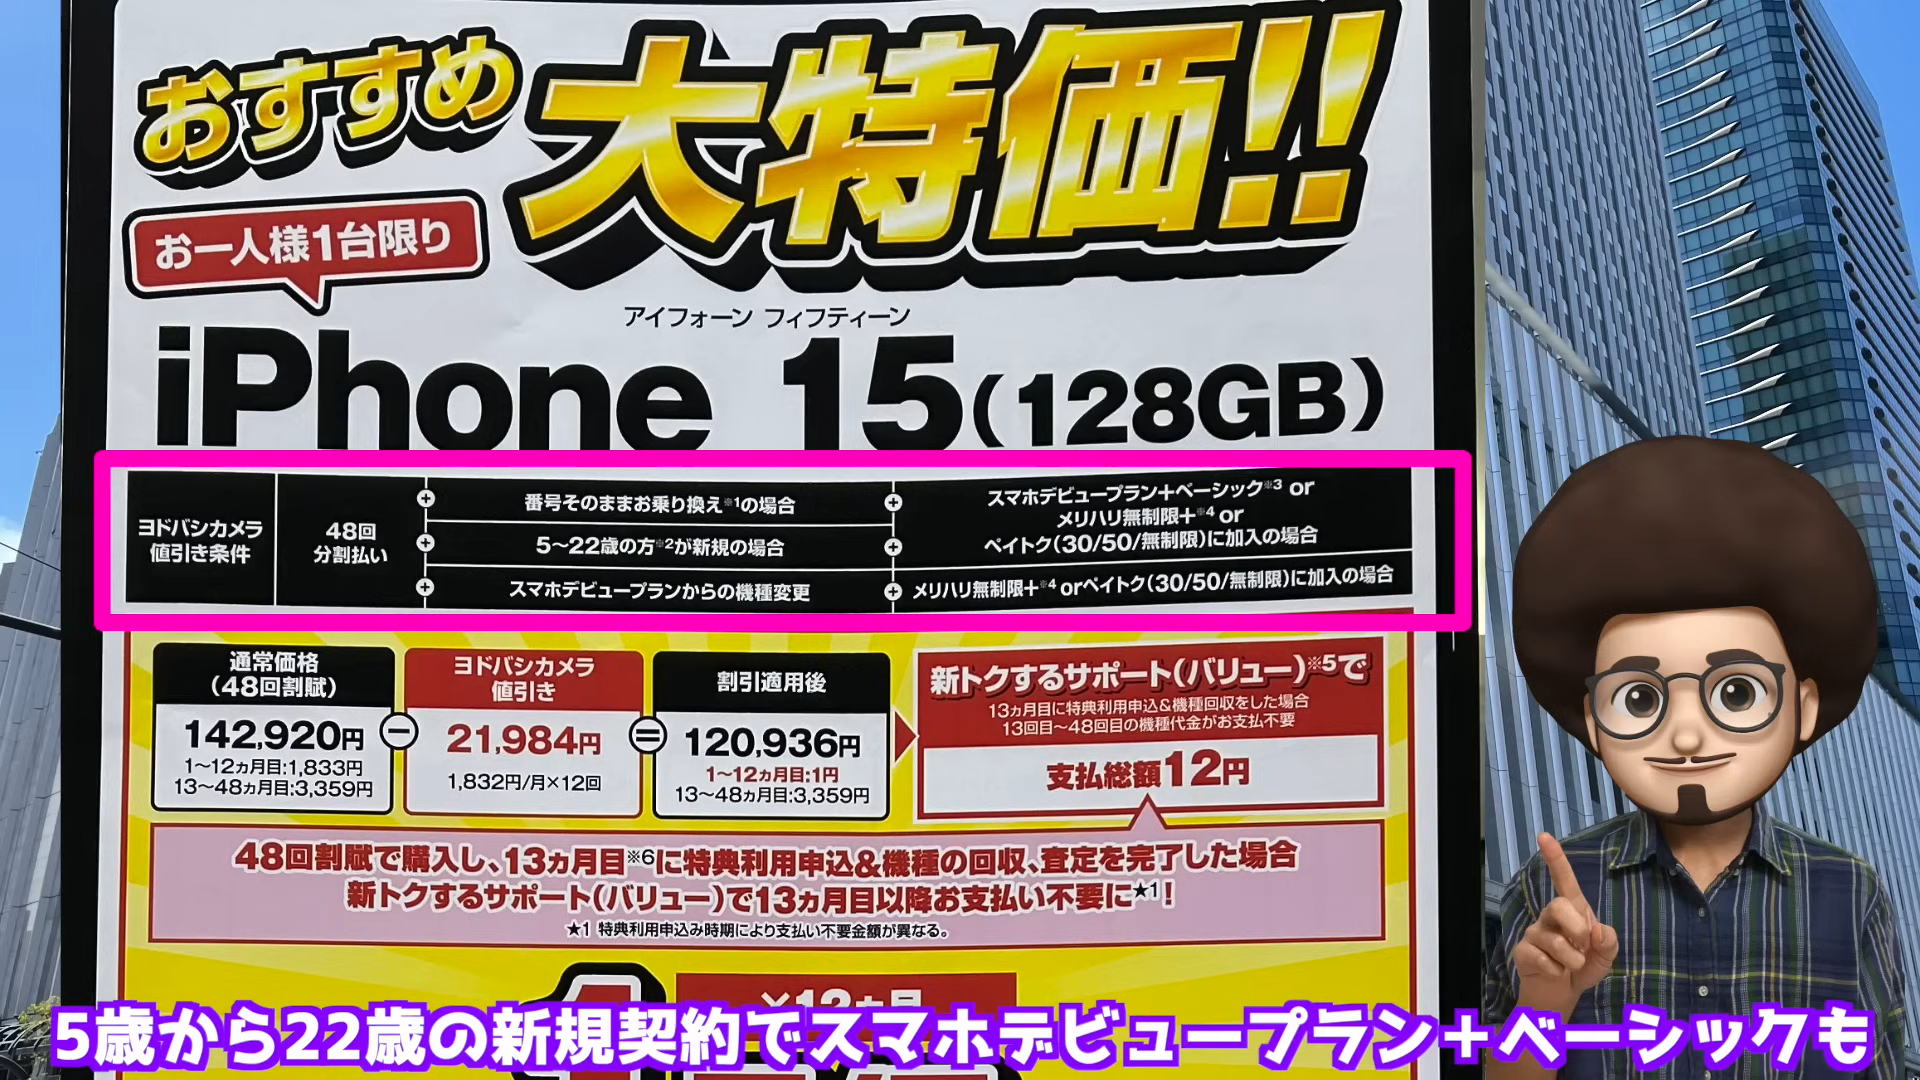 おすすめ
大特価!!
お一人様1台限り
アイフォーン フィフティーン
iPhone 15(128GB)
ヨドバシカメラ
値引き条件
48回
分割払い
番号そのままお乗り換え※1の場合
5〜22歳の方※2が新規の場合
スマホデビュープランからの機種変更
スマホデビュープラン+ベーシック※3 or
メリハリ無制限+※4 or
ペイトク(30/50/無制限)に加入の場合
メリハリ無制限+※4 orペイトク(30/50/無制限)に加入の場合
通常価格
(48回割賦)
142,920円
1〜12ヵ月目:1,833円
13〜48ヵ月目:3,359円
−
ヨドバシカメラ
値引き
21,984円
1,832円/月×12回
=
割引適用後
120,936円
1〜12ヵ月目:1円
13〜48ヵ月目:3,359円
新トクするサポート(バリュー)※5で
13ヵ月目に特典利用申込&機種回収をした場合
13回目〜48回目の機種代金がお支払不要
支払総額12円
48回割賦で購入し、13カ月目※6に特典利用申込&機種の回収、査定を完了した場合
新トクするサポート(バリュー)で13ヵ月目以降お支払い不要に★1!
★1 特典利用申込み時期により支払い不要金額が異なる。
×12ヵ月
5歳から22歳の新規契約でスマホデビュープラン+ベーシックも